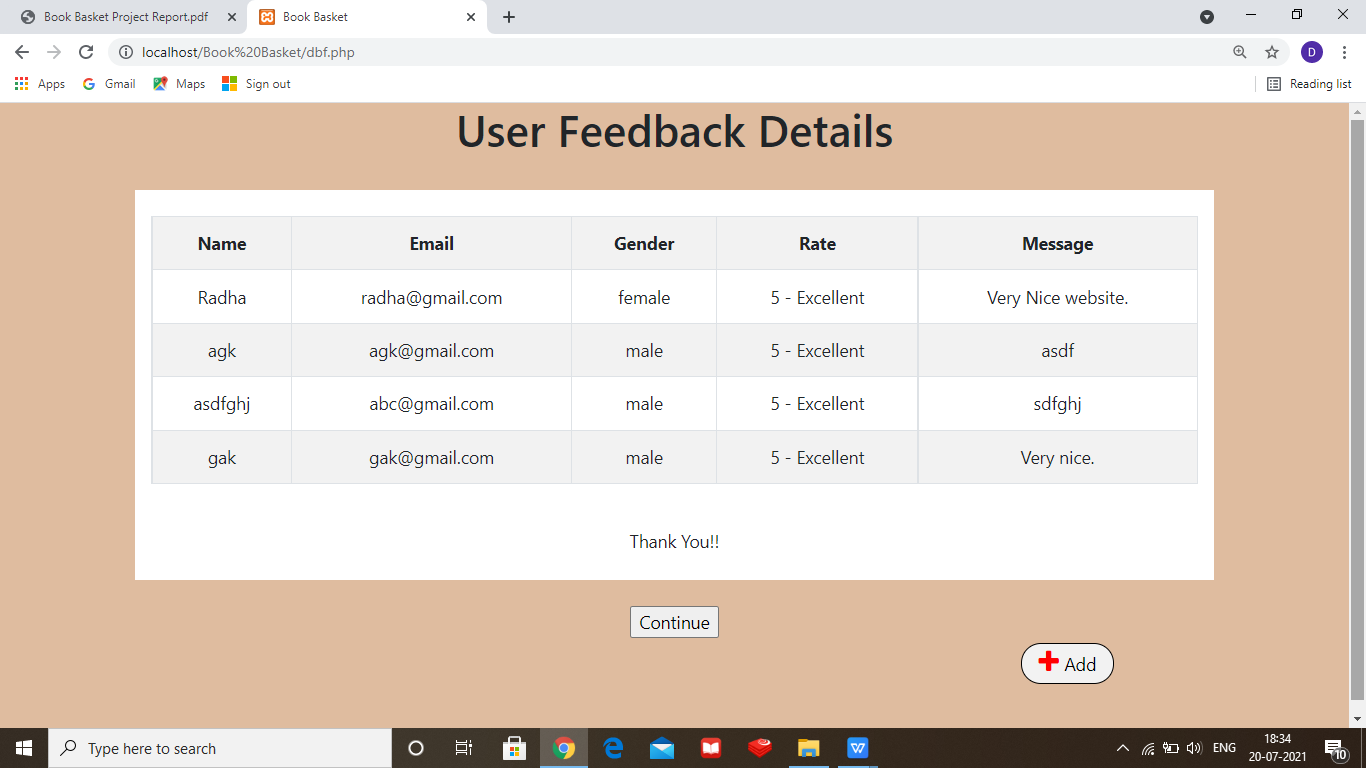 Book Basket Project Report.pdf
Book Basket
localhost/Book%20Basket/dbf.php
D
Apps Gmail Maps Sign out Reading list
User Feedback Details
Name Email Gender Rate Message
Radha radha@gmail.com female 5 - Excellent Very Nice website.
agk agk@gmail.com male 5 - Excellent asdf
asdfghj abc@gmail.com male 5 - Excellent sdfghj
gak gak@gmail.com male 5 - Excellent Very nice.
Thank You!!
Continue
Add
Type here to search
W
ENG
18:34
20-07-2021
10